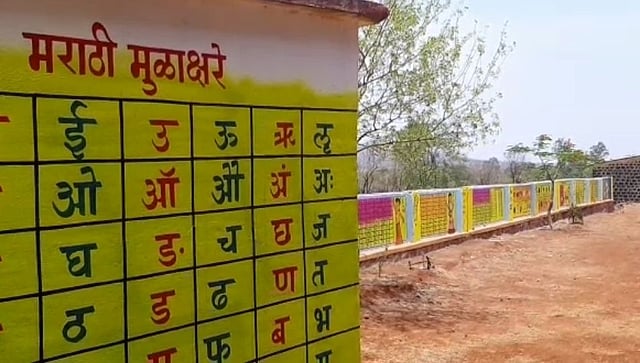 मराठी मुळाक्षरे
ई उ ऊ ऋ ऌ
ओ ऑ औ अं अः
घ ङ च छ ज
ठ ड ढ ण त
फ ब भ